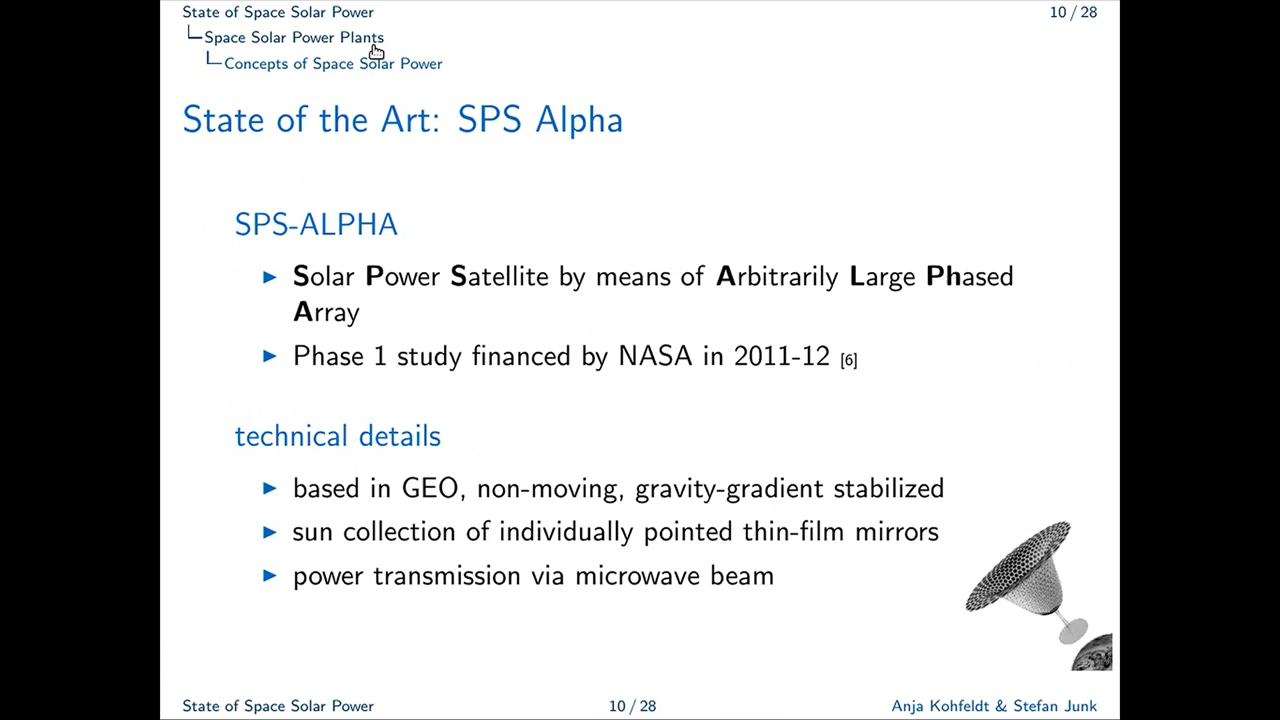 State of Space Solar Power 10 / 28
Space Solar Power Plants
Concepts of Space Solar Power
State of the Art: SPS Alpha
SPS-ALPHA
Solar Power Satellite by means of Arbitrarily Large Phased
Array
Phase 1 study financed by NASA in 2011-12 [6]
technical details
based in GEO, non-moving, gravity-gradient stabilized
sun collection of individually pointed thin-film mirrors
power transmission via microwave beam
State of Space Solar Power 10 / 28 Anja Kohfeldt & Stefan Junk